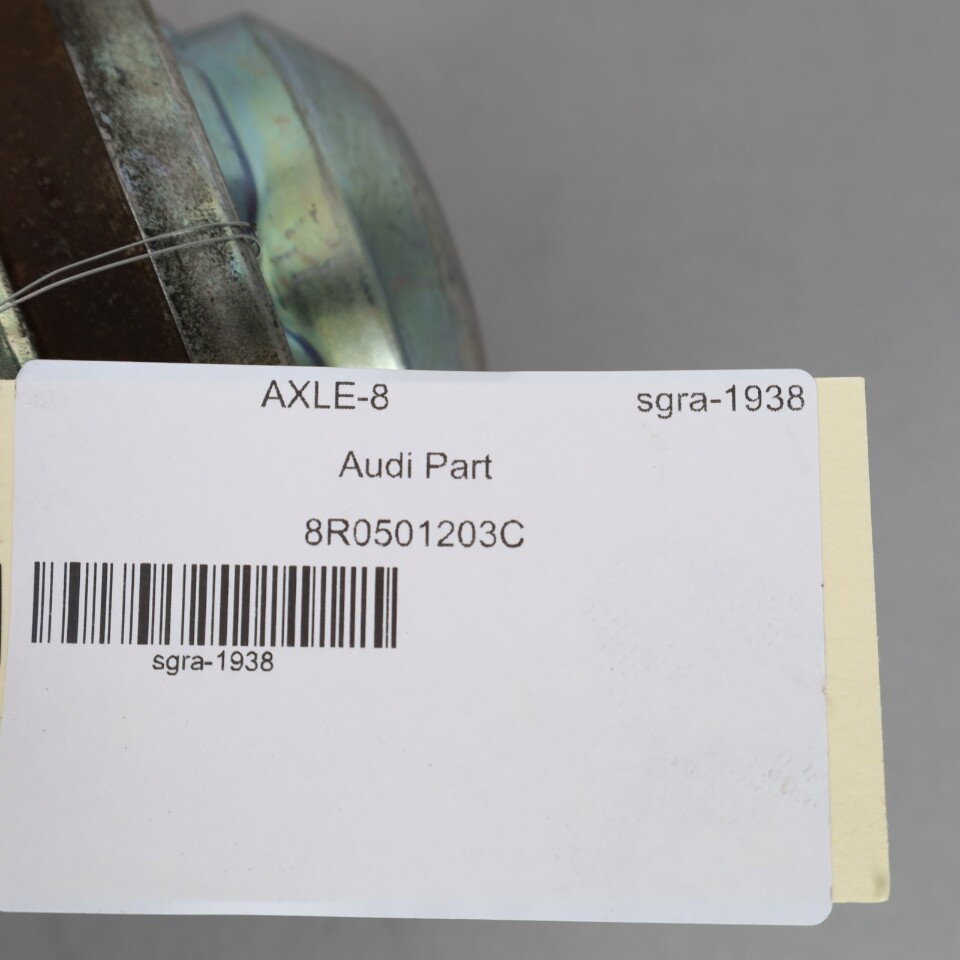 AXLE-8 sgra-1938
Audi Part
8R0501203C
sgra-1938